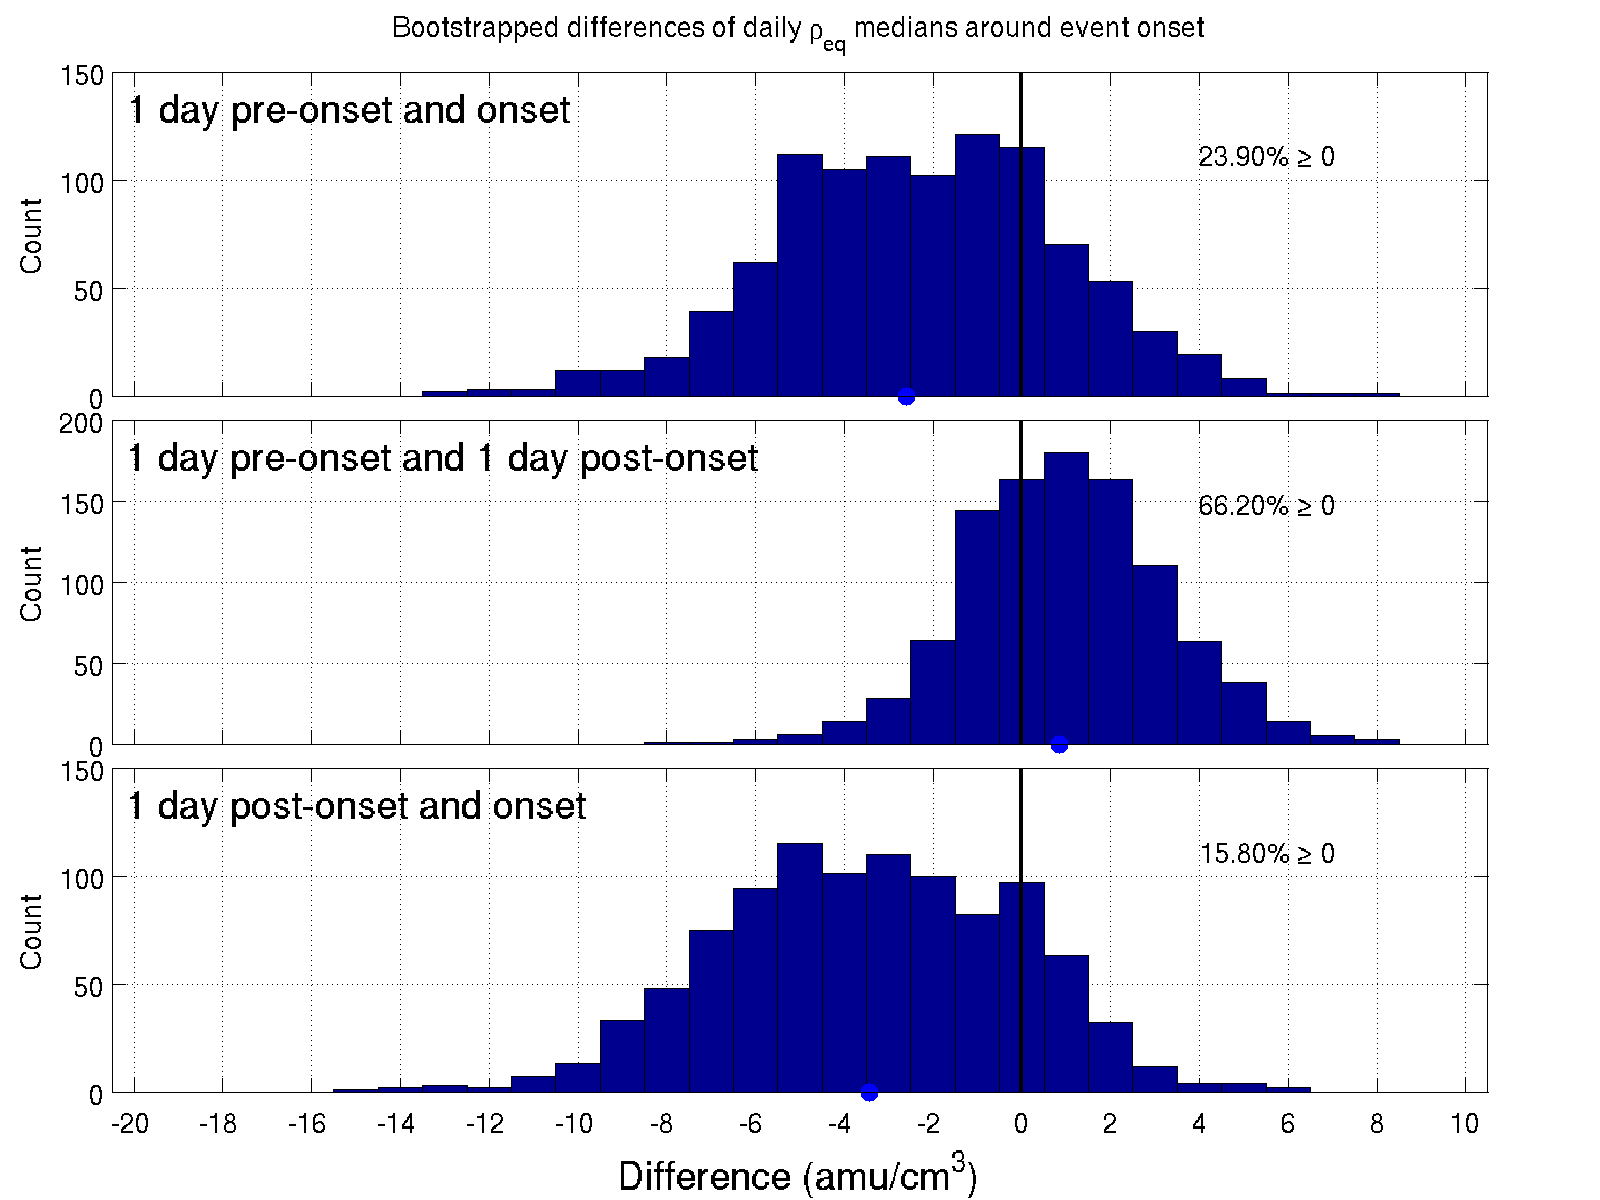 Bootstrapped differences of daily ρeq medians around event onset
150
100
50
0
Count
1 day pre-onset and onset
23.90% ≥ 0
200
150
100
50
0
Count
1 day pre-onset and 1 day post-onset
66.20% ≥ 0
150
100
50
0
Count
1 day post-onset and onset
15.80% ≥ 0
-20 -18 -16 -14 -12 -10 -8 -6 -4 -2 0 2 4 6 8 10
Difference (amu/cm³)